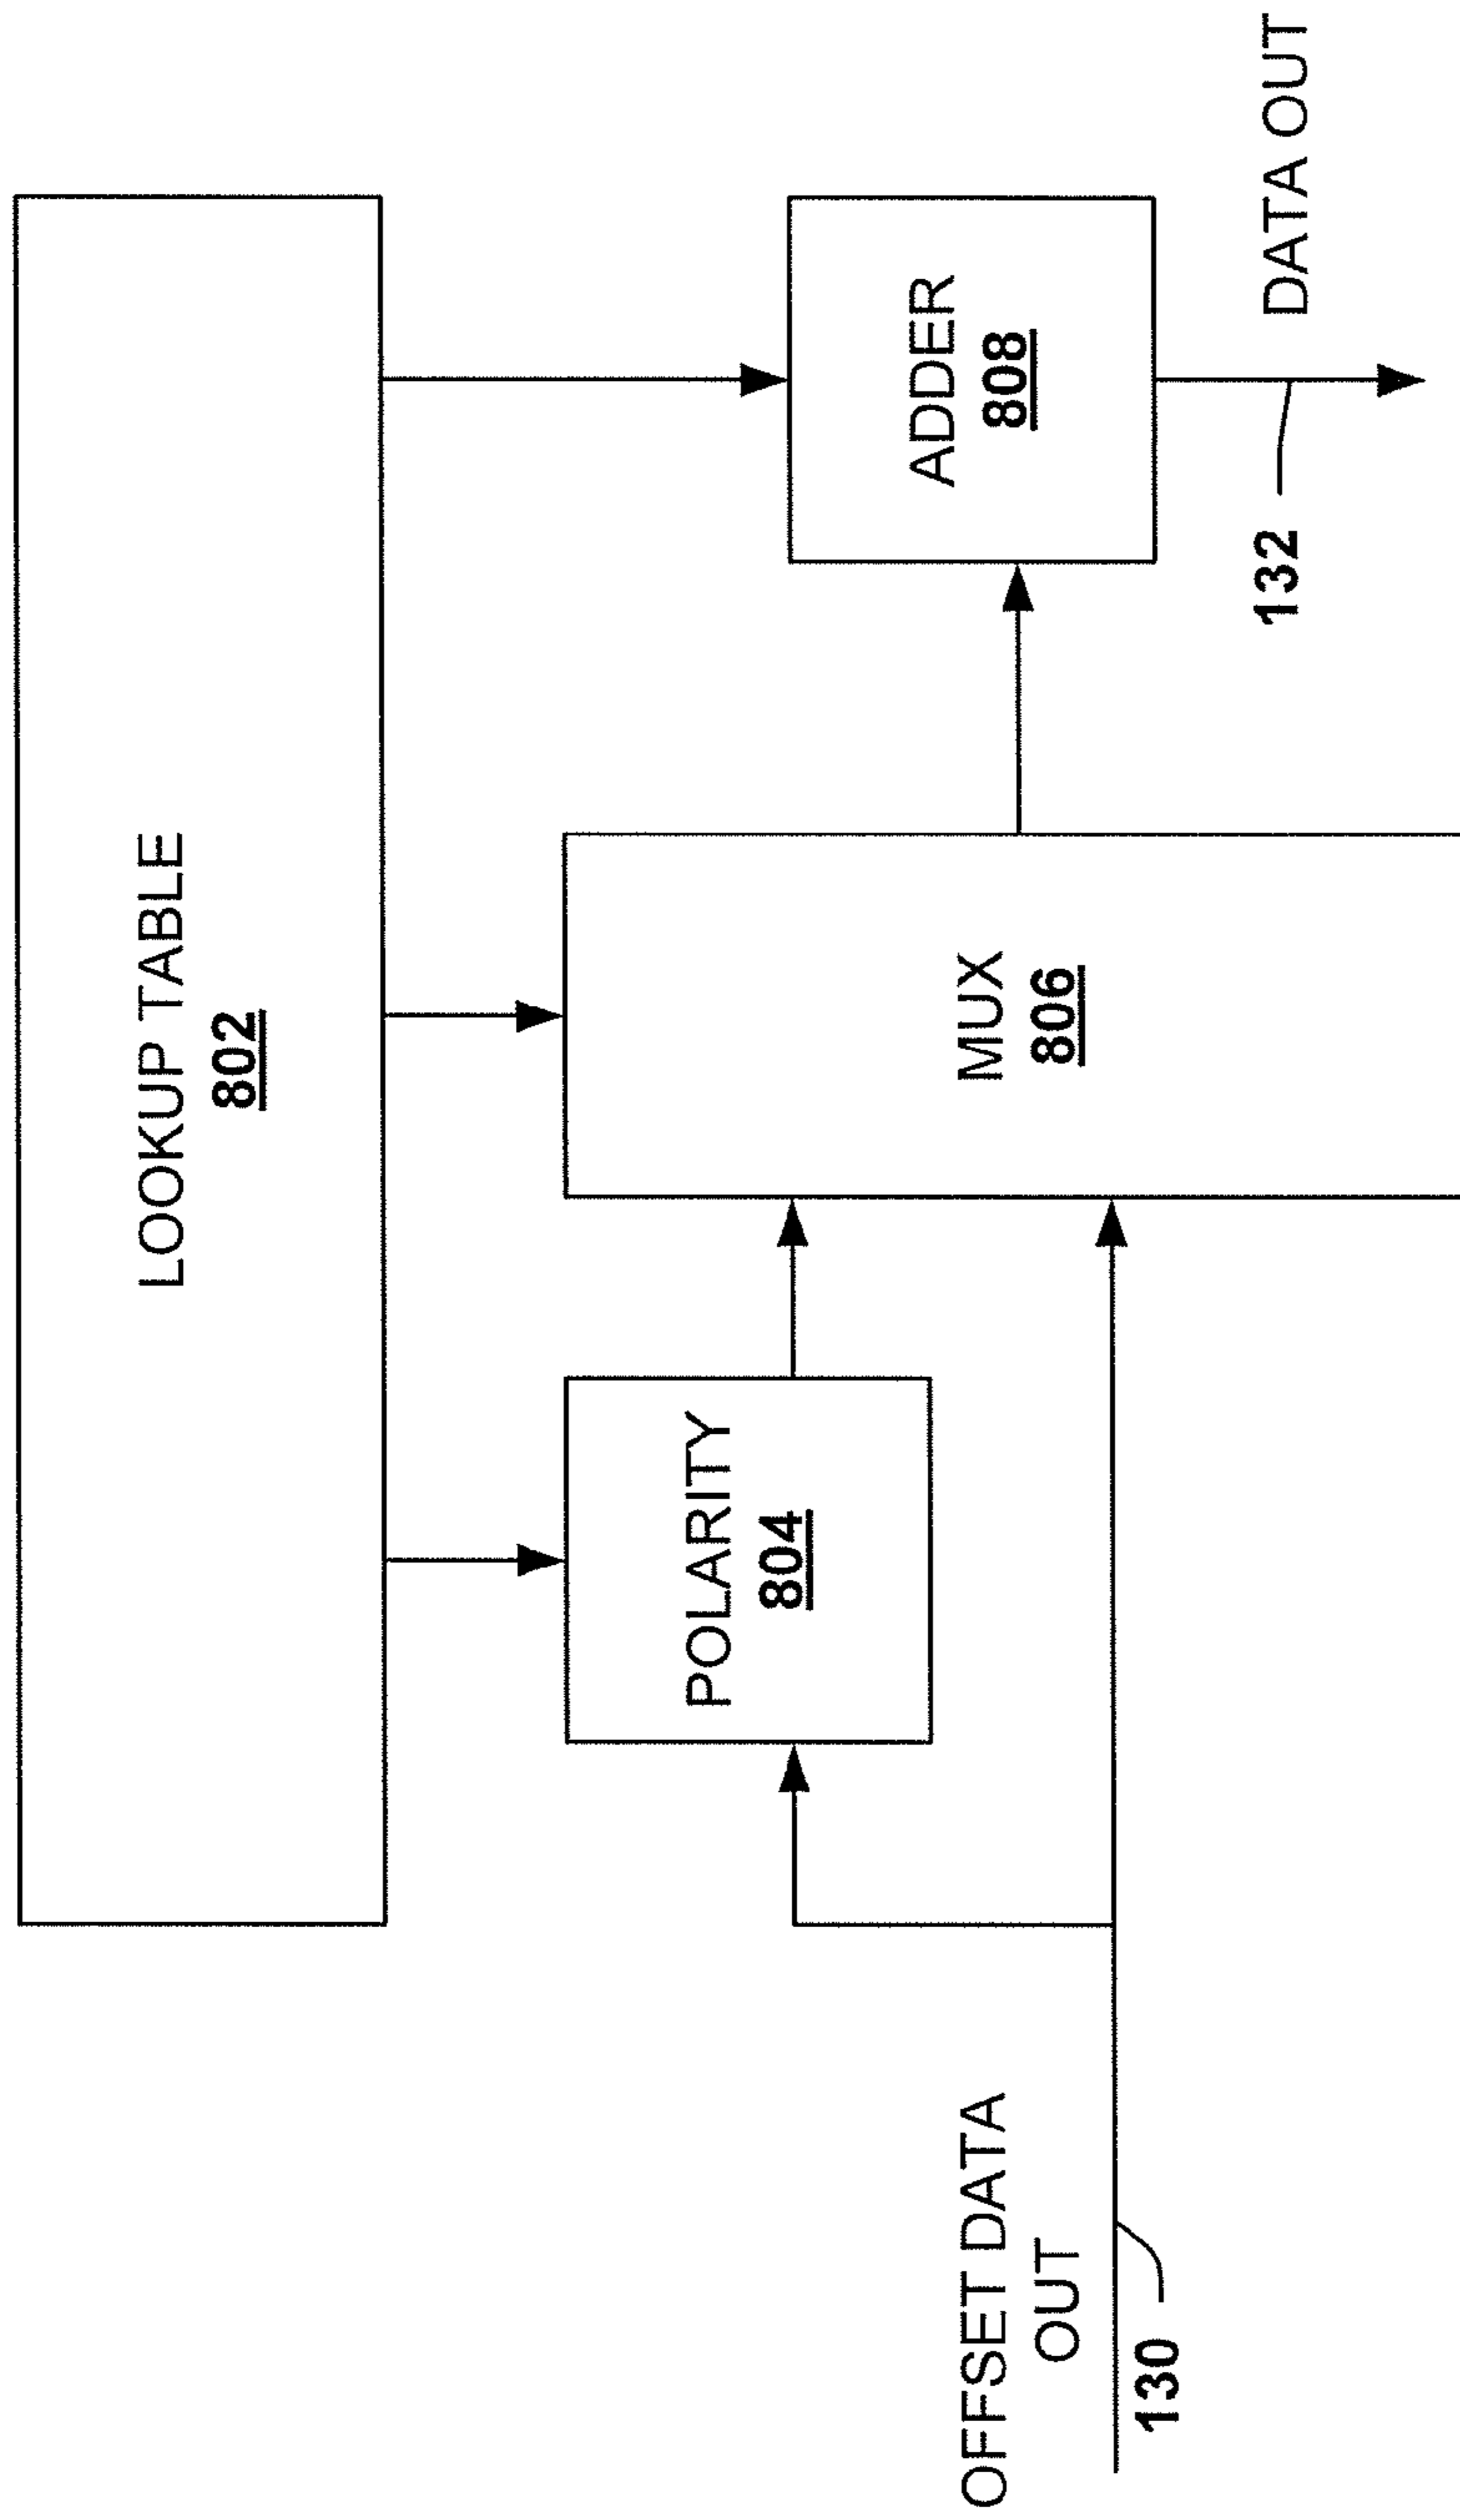 LOOKUP TABLE
802
POLARITY
804
MUX
806
ADDER
808
OFFSET DATA
OUT
130
132
DATA OUT